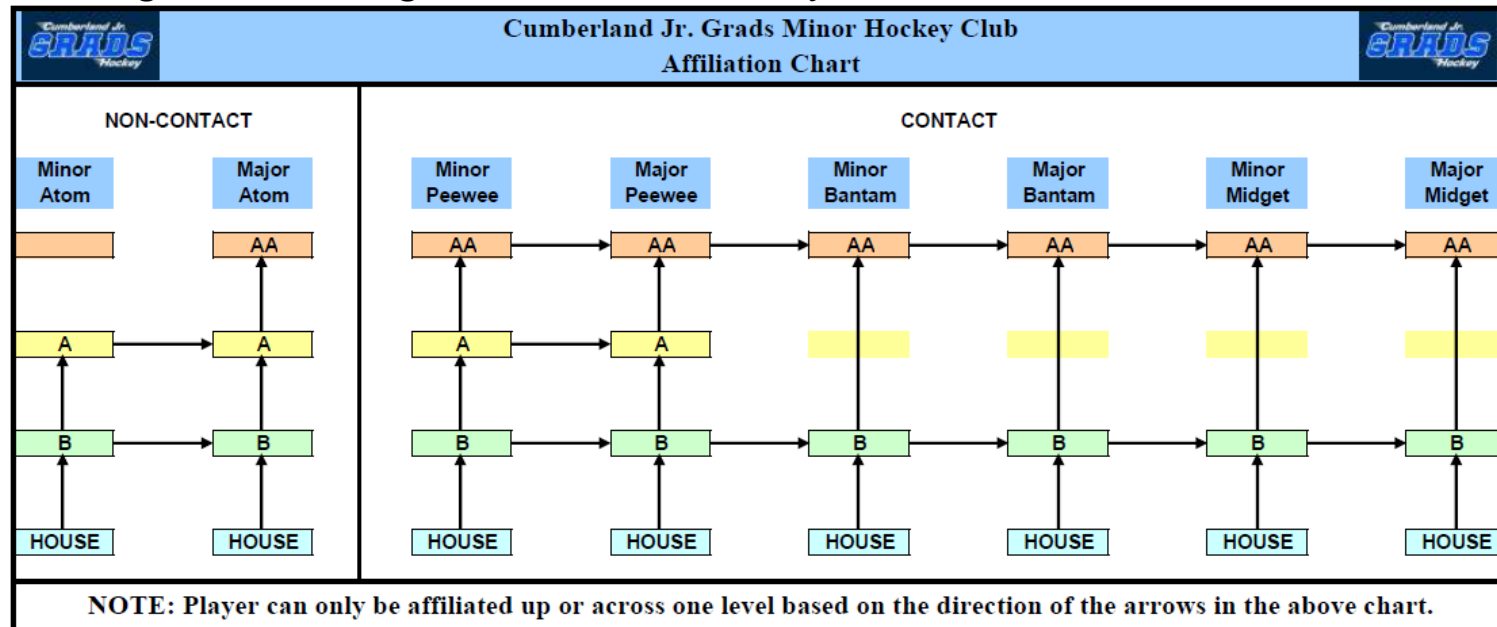 Cumberland Jr.
GRADS
Hockey
Cumberland Jr. Grads Minor Hockey Club
Affiliation Chart
Cumberland Jr.
GRADS
Hockey
NON-CONTACT
CONTACT
Minor
Atom
Major
Atom
Minor
Peewee
Major
Peewee
Minor
Bantam
Major
Bantam
Minor
Midget
Major
Midget
AA AA AA AA AA AA AA
A A A A
B B B B B B B B
HOUSE HOUSE HOUSE HOUSE HOUSE HOUSE HOUSE HOUSE
NOTE: Player can only be affiliated up or across one level based on the direction of the arrows in the above chart.